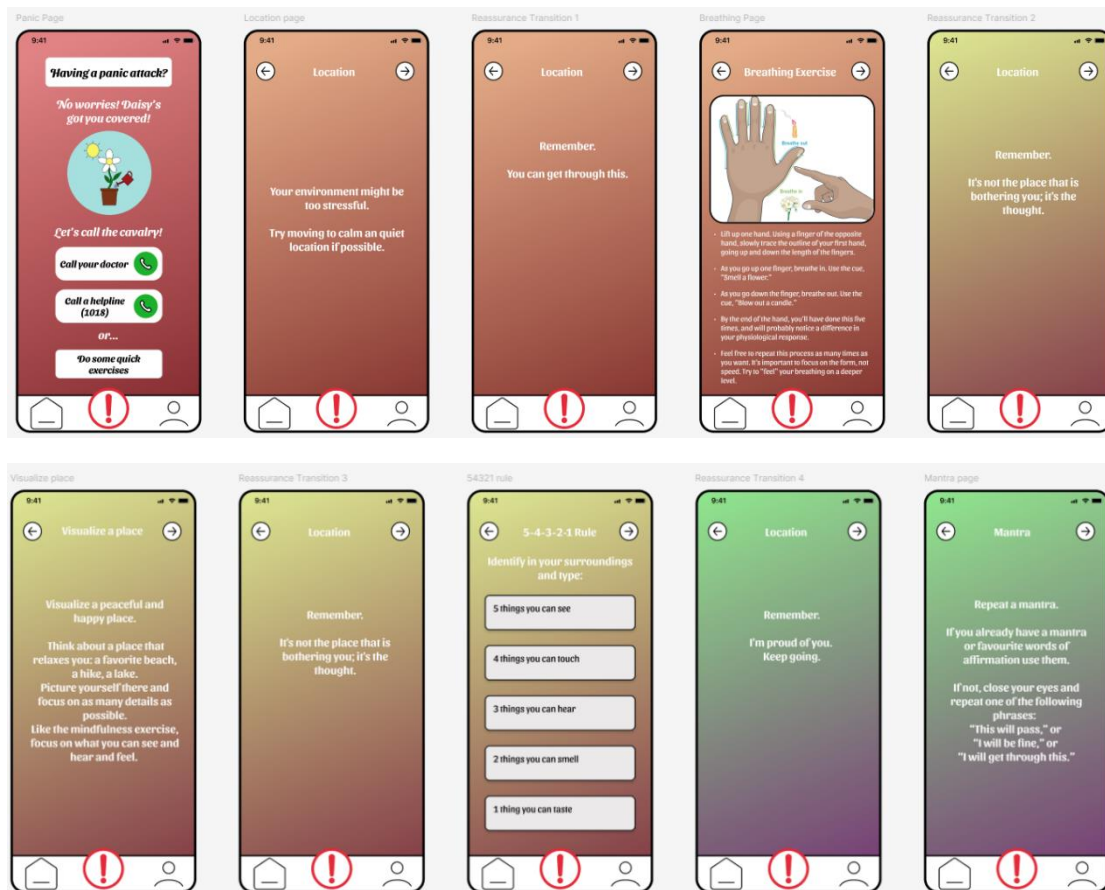 Panic Page
9:41
Having a panic attack?
No worries! Daisy's
got you covered!
Let's call the cavalry!
Call your doctor
Call a helpline
(1018)
or...
Do some quick
exercises
Location page
9:41
Location
Your environment might be
too stressful.
Try moving to calm an quiet
location if possible.
Reassurance Transition 1
9:41
Location
Remember.
You can get through this.
Breathing Page
9:41
Breathing Exercise
Breathe out
Breathe in
· Lift up one hand. Using a finger of the opposite
hand, slowly trace the outline of your first hand,
going up and down the length of the fingers.
· As you go up one finger, breathe in. Use the cue,
"Smell a flower."
· As you go down the finger, breathe out. Use the
cue, "Blow out a candle."
· By the end of the hand, you'll have done this five
times, and will probably notice a difference in
your physiological response.
· Feel free to repeat this process as many times as
you want. It's important to focus on the form, not
speed. Try to "feel" your breathing on a deeper
level.
Reassurance Transition 2
9:41
Location
Remember.
It's not the place that is
bothering you; it's the
thought.
Visualize place
9:41
Visualize a place
Visualize a peaceful and
happy place.
Think about a place that
relaxes you: a favorite beach,
a hike, a lake.
Picture yourself there and
focus on as many details as
possible.
Like the mindfulness exercise,
focus on what you can see and
hear and feel.
Reassurance Transition 3
9:41
Location
Remember.
It's not the place that is
bothering you; it's the
thought.
54321 rule
9:41
5-4-3-2-1 Rule
Identify in your surroundings
and type:
5 things you can see
4 things you can touch
3 things you can hear
2 things you can smell
1 thing you can taste
Reassurance Transition 4
9:41
Location
Remember.
I'm proud of you.
Keep going.
Mantra page
9:41
Mantra
Repeat a mantra.
If you already have a mantra
or favourite words of
affirmation use them.
If not, close your eyes and
repeat one of the following
phrases:
"This will pass," or
"I will be fine," or
"I will get through this."